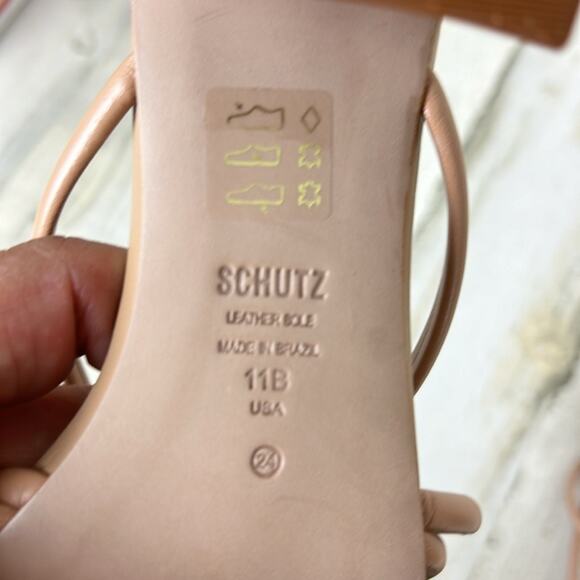 SCHUTZ
LEATHER SOLE
MADE IN BRAZIL
11B
USA
24